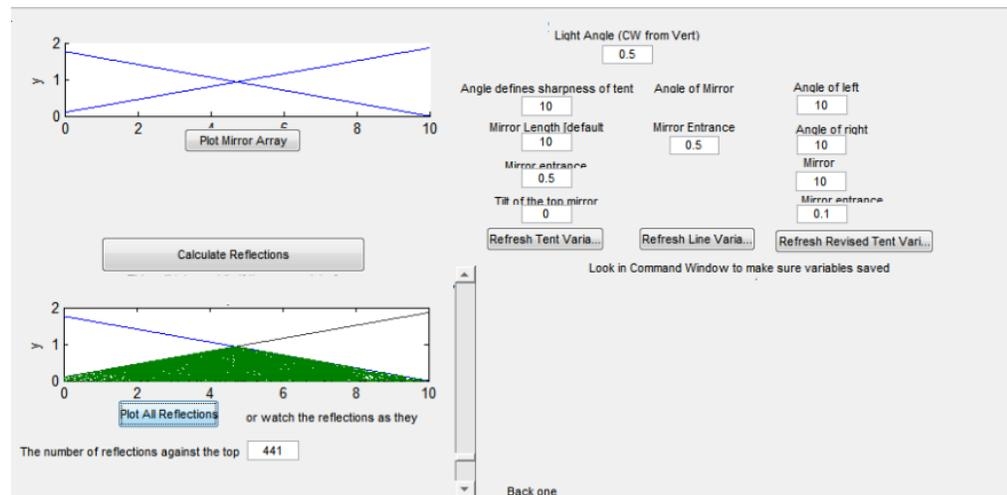 Light Angle (CW from Vert)
0.5
2
1
0
y
0 2 4 6 8 10
Plot Mirror Array
Angle defines sharpness of tent
10
Mirror Length [default
10
Mirror entrance
0.5
Tilt of the top mirror
0
Refresh Tent Varia...
Angle of Mirror
Mirror Entrance
0.5
Refresh Line Varia...
Angle of left
10
Angle of right
10
Mirror
10
Mirror entrance
0.1
Refresh Revised Tent Vari...
Look in Command Window to make sure variables saved
Calculate Reflections
2
1
0
y
0 2 4 6 8 10
Plot All Reflections
or watch the reflections as they
The number of reflections against the top
441
Back one